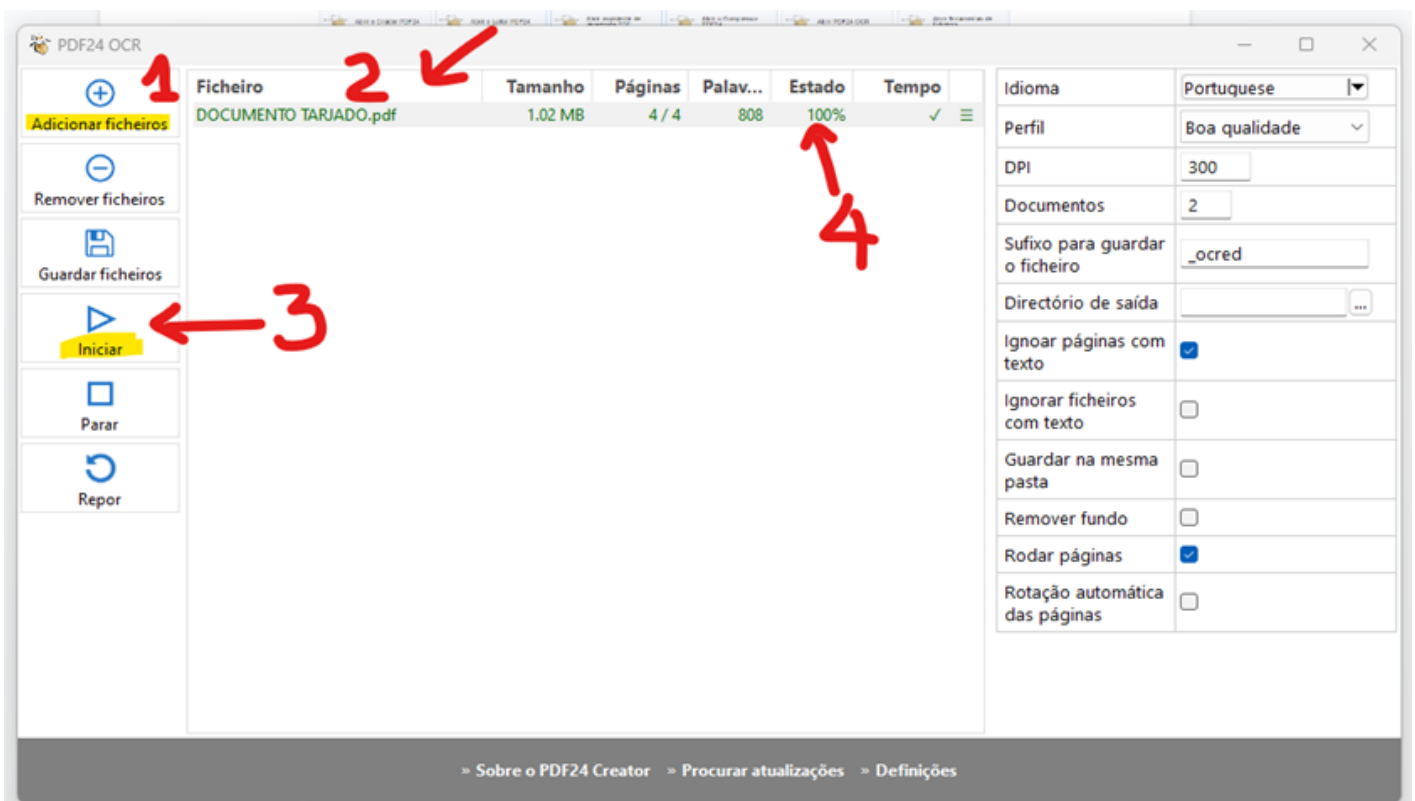 PDF24 OCR
1
Adicionar ficheiros
Remover ficheiros
Guardar ficheiros
Iniciar
3
Parar
Repor
2
Ficheiro Tamanho Páginas Palav... Estado Tempo
DOCUMENTO TARJADO.pdf 1.02 MB 4 / 4 808 100% ✓
4
Idioma Portuguese
Perfil Boa qualidade
DPI 300
Documentos 2
Sufixo para guardar
o ficheiro _ocred
Directório de saída ...
Ignoar páginas com
texto
Ignorar ficheiros
com texto
Guardar na mesma
pasta
Remover fundo
Rodar páginas
Rotação automática
das páginas
» Sobre o PDF24 Creator » Procurar atualizações » Definições